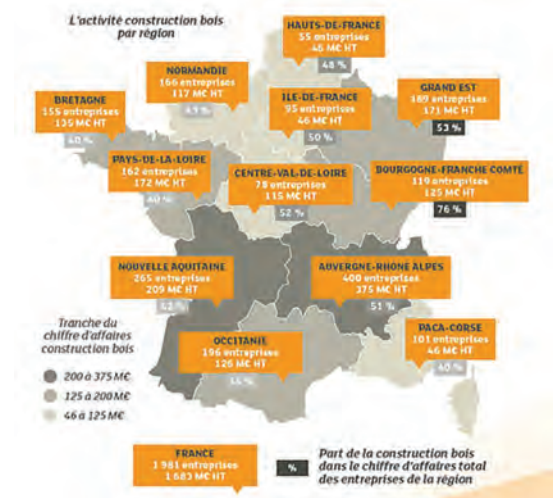 L'activité construction bois
par région
HAUTS-DE-FRANCE
55 entreprises
46 M€ HT
48 %
NORMANDIE
166 entreprises
117 M€ HT
ILE-DE-FRANCE
95 entreprises
46 M€ HT
50 %
GRAND EST
189 entreprises
171 M€ HT
53 %
BRETAGNE
155 entreprises
135 M€ HT
40 %
PAYS-DE-LA-LOIRE
162 entreprises
172 M€ HT
40 %
CENTRE-VAL-DE-LOIRE
78 entreprises
115 M€ HT
52 %
BOURGOGNE-FRANCHE COMTÉ
119 entreprises
125 M€ HT
76 %
NOUVELLE AQUITAINE
265 entreprises
209 M€ HT
52 %
AUVERGNE-RHONE ALPES
400 entreprises
375 M€ HT
51 %
OCCITANIE
196 entreprises
126 M€ HT
PACA-CORSE
101 entreprises
46 M€ HT
40 %
Tranche du
chiffre d'affaires
construction bois
200 à 375 M€
125 à 200 M€
46 à 125 M€
FRANCE
1 981 entreprises
1 683 M€ HT
%
Part de la construction bois
dans le chiffre d'affaires total
des entreprises de la région